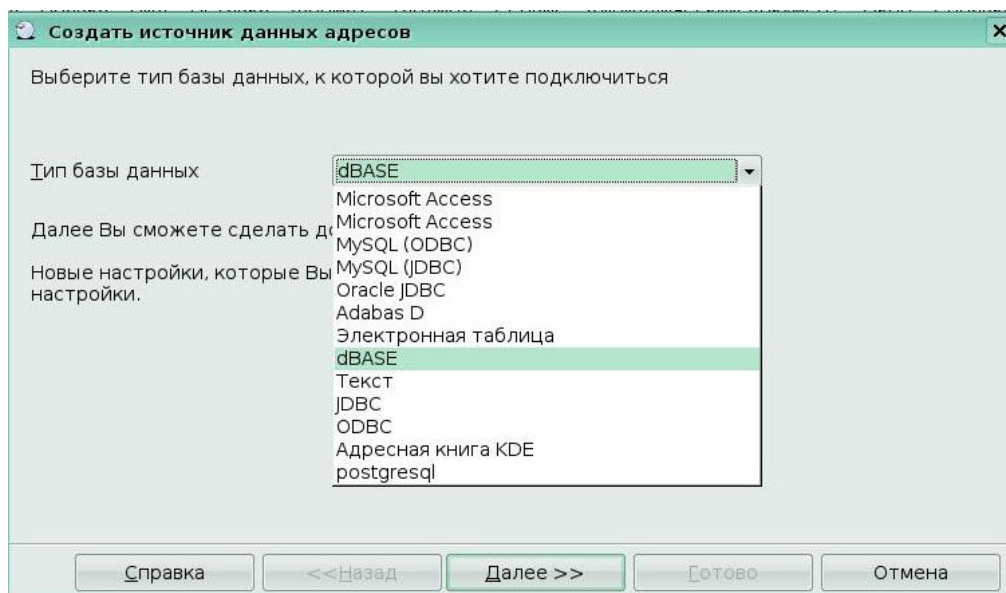 Создать источник данных адресов
Выберите тип базы данных, к которой вы хотите подключиться
Тип базы данных
dBASE
Microsoft Access
Microsoft Access
Далее Вы сможете сделать
MySQL (ODBC)
MySQL (JDBC)
Новые настройки, которые Вы
настройки.
Oracle JDBC
Adabas D
Электронная таблица
dBASE
Текст
JDBC
ODBC
Адресная книга KDE
postgresql
Справка
<<Назад
Далее >>
Готово
Отмена